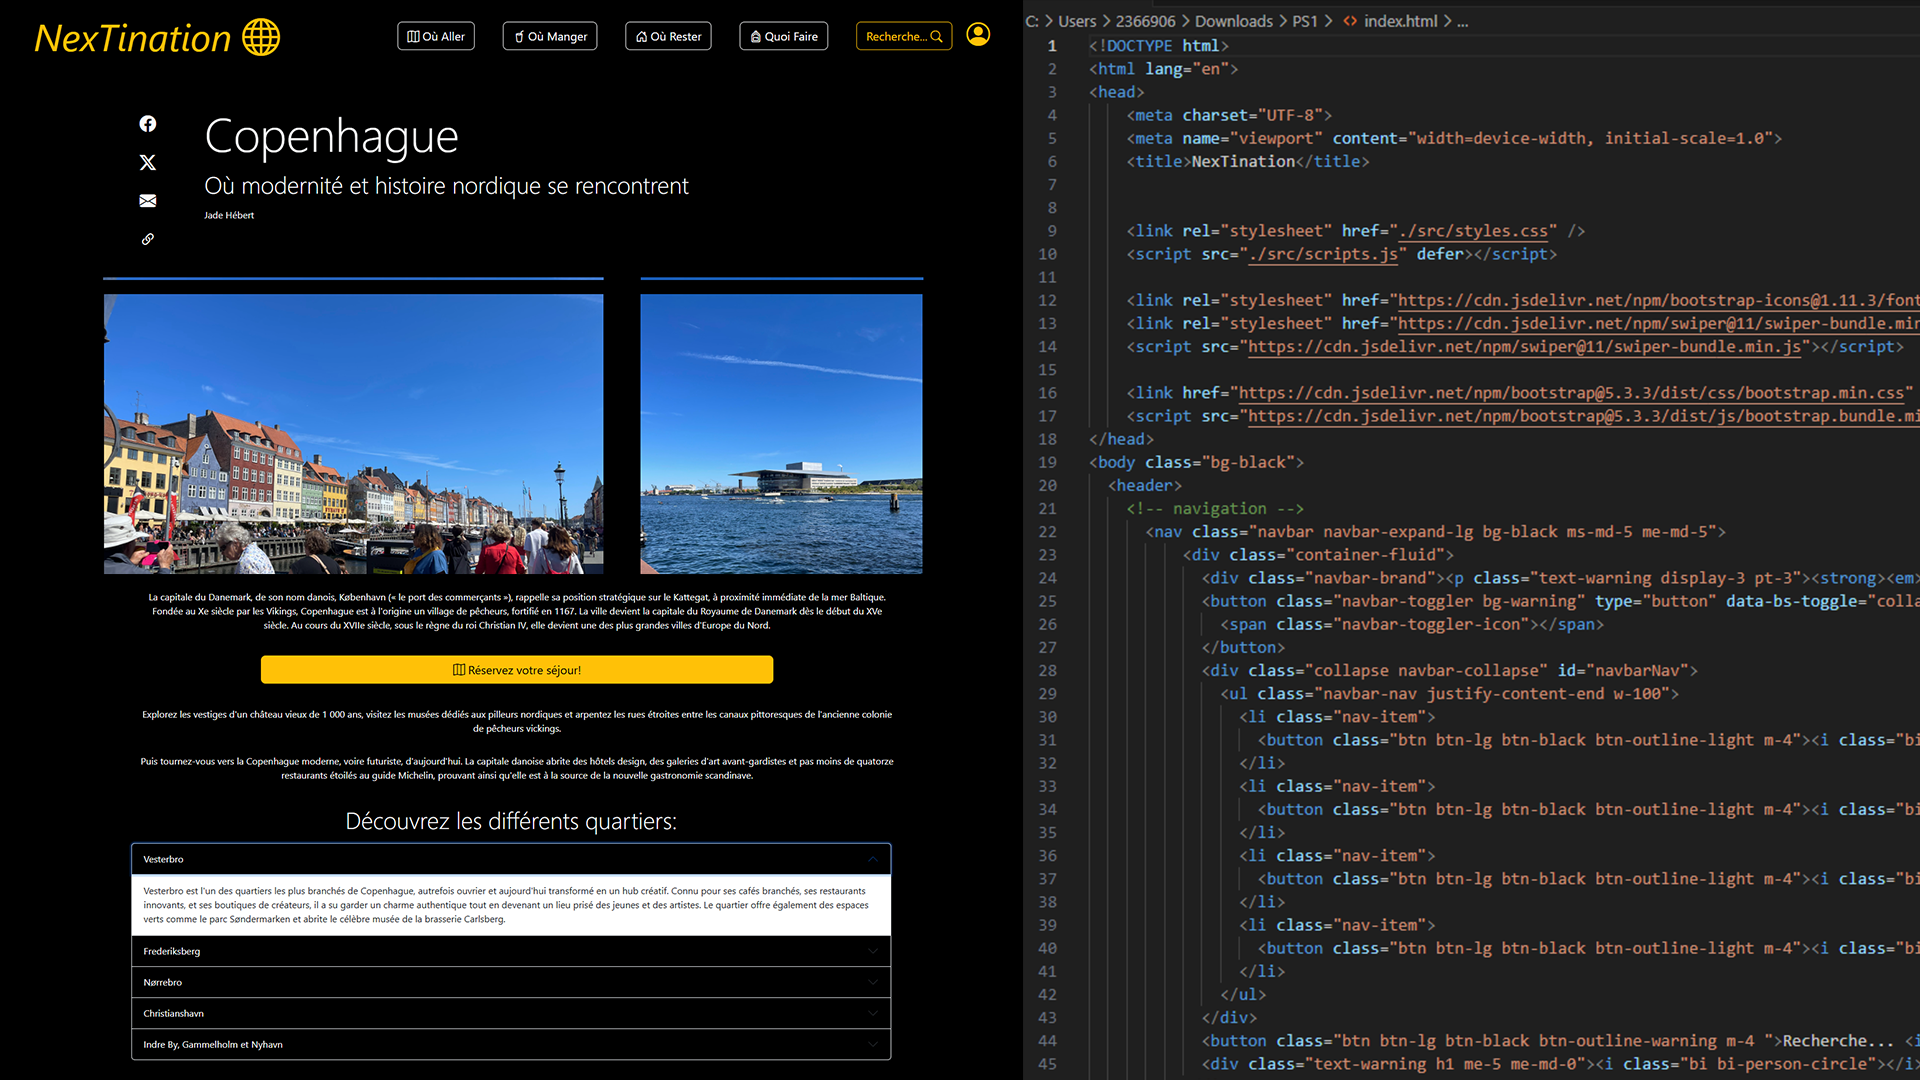 NexTination
Où Aller
Où Manger
Où Rester
Quoi Faire
Recherche...
Copenhague
Où modernité et histoire nordique se rencontrent
Jade Hébert
La capitale du Danemark, de son nom danois, København (« le port des commerçants »), rappelle sa position stratégique sur le Kattegat, à proximité immédiate de la mer Baltique.
Fondée au Xe siècle par les Vikings, Copenhague est à l'origine un village de pêcheurs, fortifié en 1167. La ville devient la capitale du Royaume de Danemark dès le début du XVe
siècle. Au cours du XVIIe siècle, sous le règne du roi Christian IV, elle devient une des plus grandes villes d'Europe du Nord.
Réservez votre séjour!
Explorez les vestiges d'un château vieux de 1 000 ans, visitez les musées dédiés aux pilleurs nordiques et arpentez les rues étroites entre les canaux pittoresques de l'ancienne colonie
de pêcheurs vickings.
Puis tournez-vous vers la Copenhague moderne, voire futuriste, d'aujourd'hui. La capitale danoise abrite des hôtels design, des galeries d'art avant-gardistes et pas moins de quatorze
restaurants étoilés au guide Michelin, prouvant ainsi qu'elle est à la source de la nouvelle gastronomie scandinave.
Découvrez les différents quartiers:
Vesterbro
Vesterbro est l'un des quartiers les plus branchés de Copenhague, autrefois ouvrier et aujourd'hui transformé en un hub créatif. Connu pour ses cafés branchés, ses restaurants
innovants, et ses boutiques de créateurs, il a su garder un charme authentique tout en devenant un lieu prisé des jeunes et des artistes. Le quartier offre également des espaces
verts comme le parc Søndermarken et abrite le célèbre musée de la brasserie Carlsberg.
Frederiksberg
Nørrebro
Christianshavn
Indre By, Gammelholm et Nyhavn
C: > Users > 2366906 > Downloads > PS1 > <> index.html > ...
1 <!DOCTYPE html>
2 <html lang="en">
3 <head>
4 <meta charset="UTF-8">
5 <meta name="viewport" content="width=device-width, initial-scale=1.0">
6 <title>NexTination</title>
7
8
9 <link rel="stylesheet" href="./src/styles.css" />
10 <script src="./src/scripts.js" defer></script>
11
12 <link rel="stylesheet" href="https://cdn.jsdelivr.net/npm/bootstrap-icons@1.11.3/font
13 <link rel="stylesheet" href="https://cdn.jsdelivr.net/npm/swiper@11/swiper-bundle.min
14 <script src="https://cdn.jsdelivr.net/npm/swiper@11/swiper-bundle.min.js"></script>
15
16 <link href="https://cdn.jsdelivr.net/npm/bootstrap@5.3.3/dist/css/bootstrap.min.css"
17 <script src="https://cdn.jsdelivr.net/npm/bootstrap@5.3.3/dist/js/bootstrap.bundle.mi
18 </head>
19 <body class="bg-black">
20 <header>
21 <!-- navigation -->
22 <nav class="navbar navbar-expand-lg bg-black ms-md-5 me-md-5">
23 <div class="container-fluid">
24 <div class="navbar-brand"><p class="text-warning display-3 pt-3"><strong><em>
25 <button class="navbar-toggler bg-warning" type="button" data-bs-toggle="colla
26 <span class="navbar-toggler-icon"></span>
27 </button>
28 <div class="collapse navbar-collapse" id="navbarNav">
29 <ul class="navbar-nav justify-content-end w-100">
30 <li class="nav-item">
31 <button class="btn btn-lg btn-black btn-outline-light m-4"><i class="bi
32 </li>
33 <li class="nav-item">
34 <button class="btn btn-lg btn-black btn-outline-light m-4"><i class="bi
35 </li>
36 <li class="nav-item">
37 <button class="btn btn-lg btn-black btn-outline-light m-4"><i class="bi
38 </li>
39 <li class="nav-item">
40 <button class="btn btn-lg btn-black btn-outline-light m-4"><i class="bi
41 </li>
42 </ul>
43 </div>
44 <button class="btn btn-lg btn-black btn-outline-warning m-4 ">Recherche... <i
45 <div class="text-warning h1 me-5 me-md-0"><i class="bi bi-person-circle"></i>